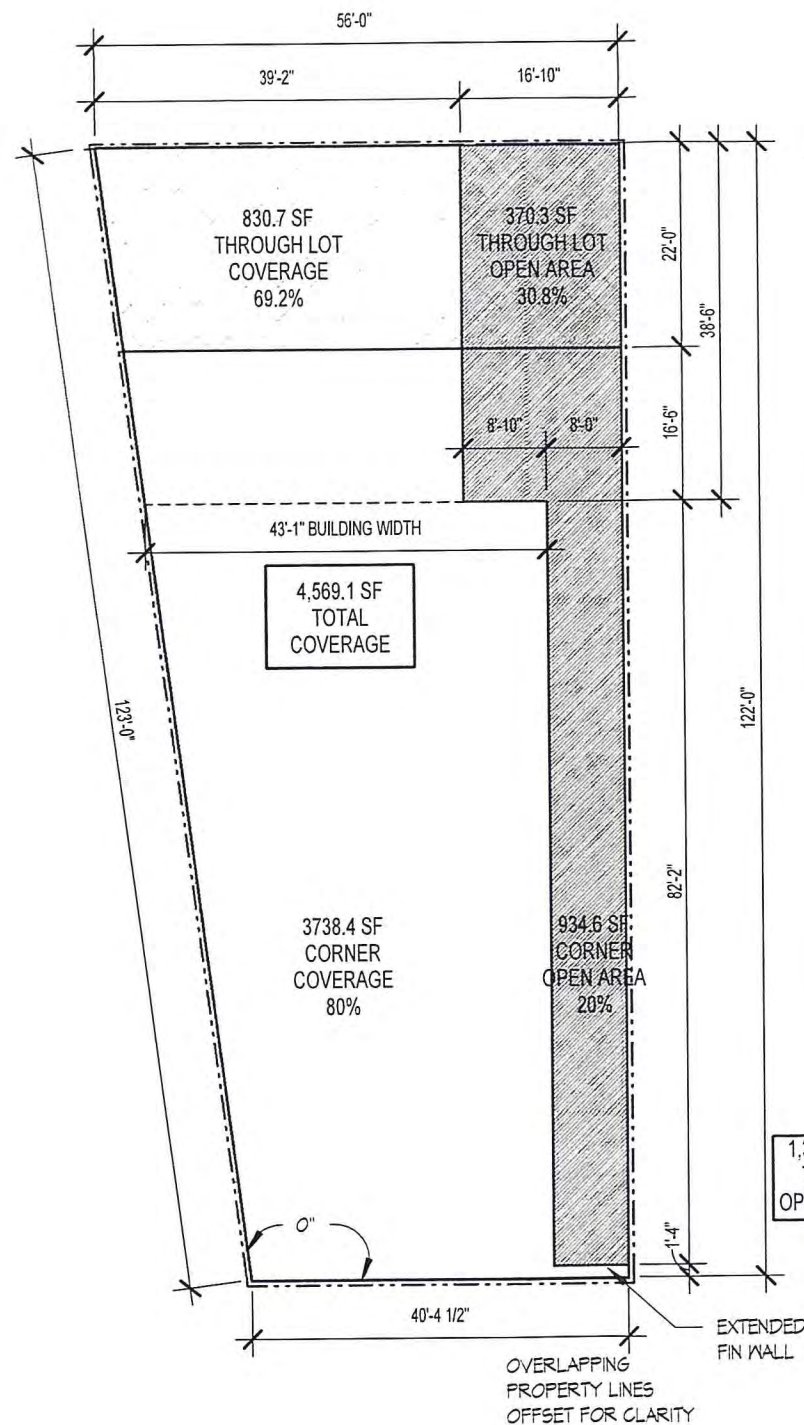 56'-0"
39'-2"
16'-10"
830.7 SF
THROUGH LOT
COVERAGE
69.2%
370.3 SF
THROUGH LOT
OPEN AREA
30.8%
22'-0"
38'-6"
16'-6"
8'-10"
8'-0"
43'-1" BUILDING WIDTH
4,569.1 SF
TOTAL
COVERAGE
123'-0"
122'-0"
82'-2"
3738.4 SF
CORNER
COVERAGE
80%
934.6 SF
CORNER
OPEN AREA
20%
OP
0"
1'-4"
40'-4 1/2"
EXTENDED
FIN WALL
OVERLAPPING
PROPERTY LINES
OFFSET FOR CLARITY